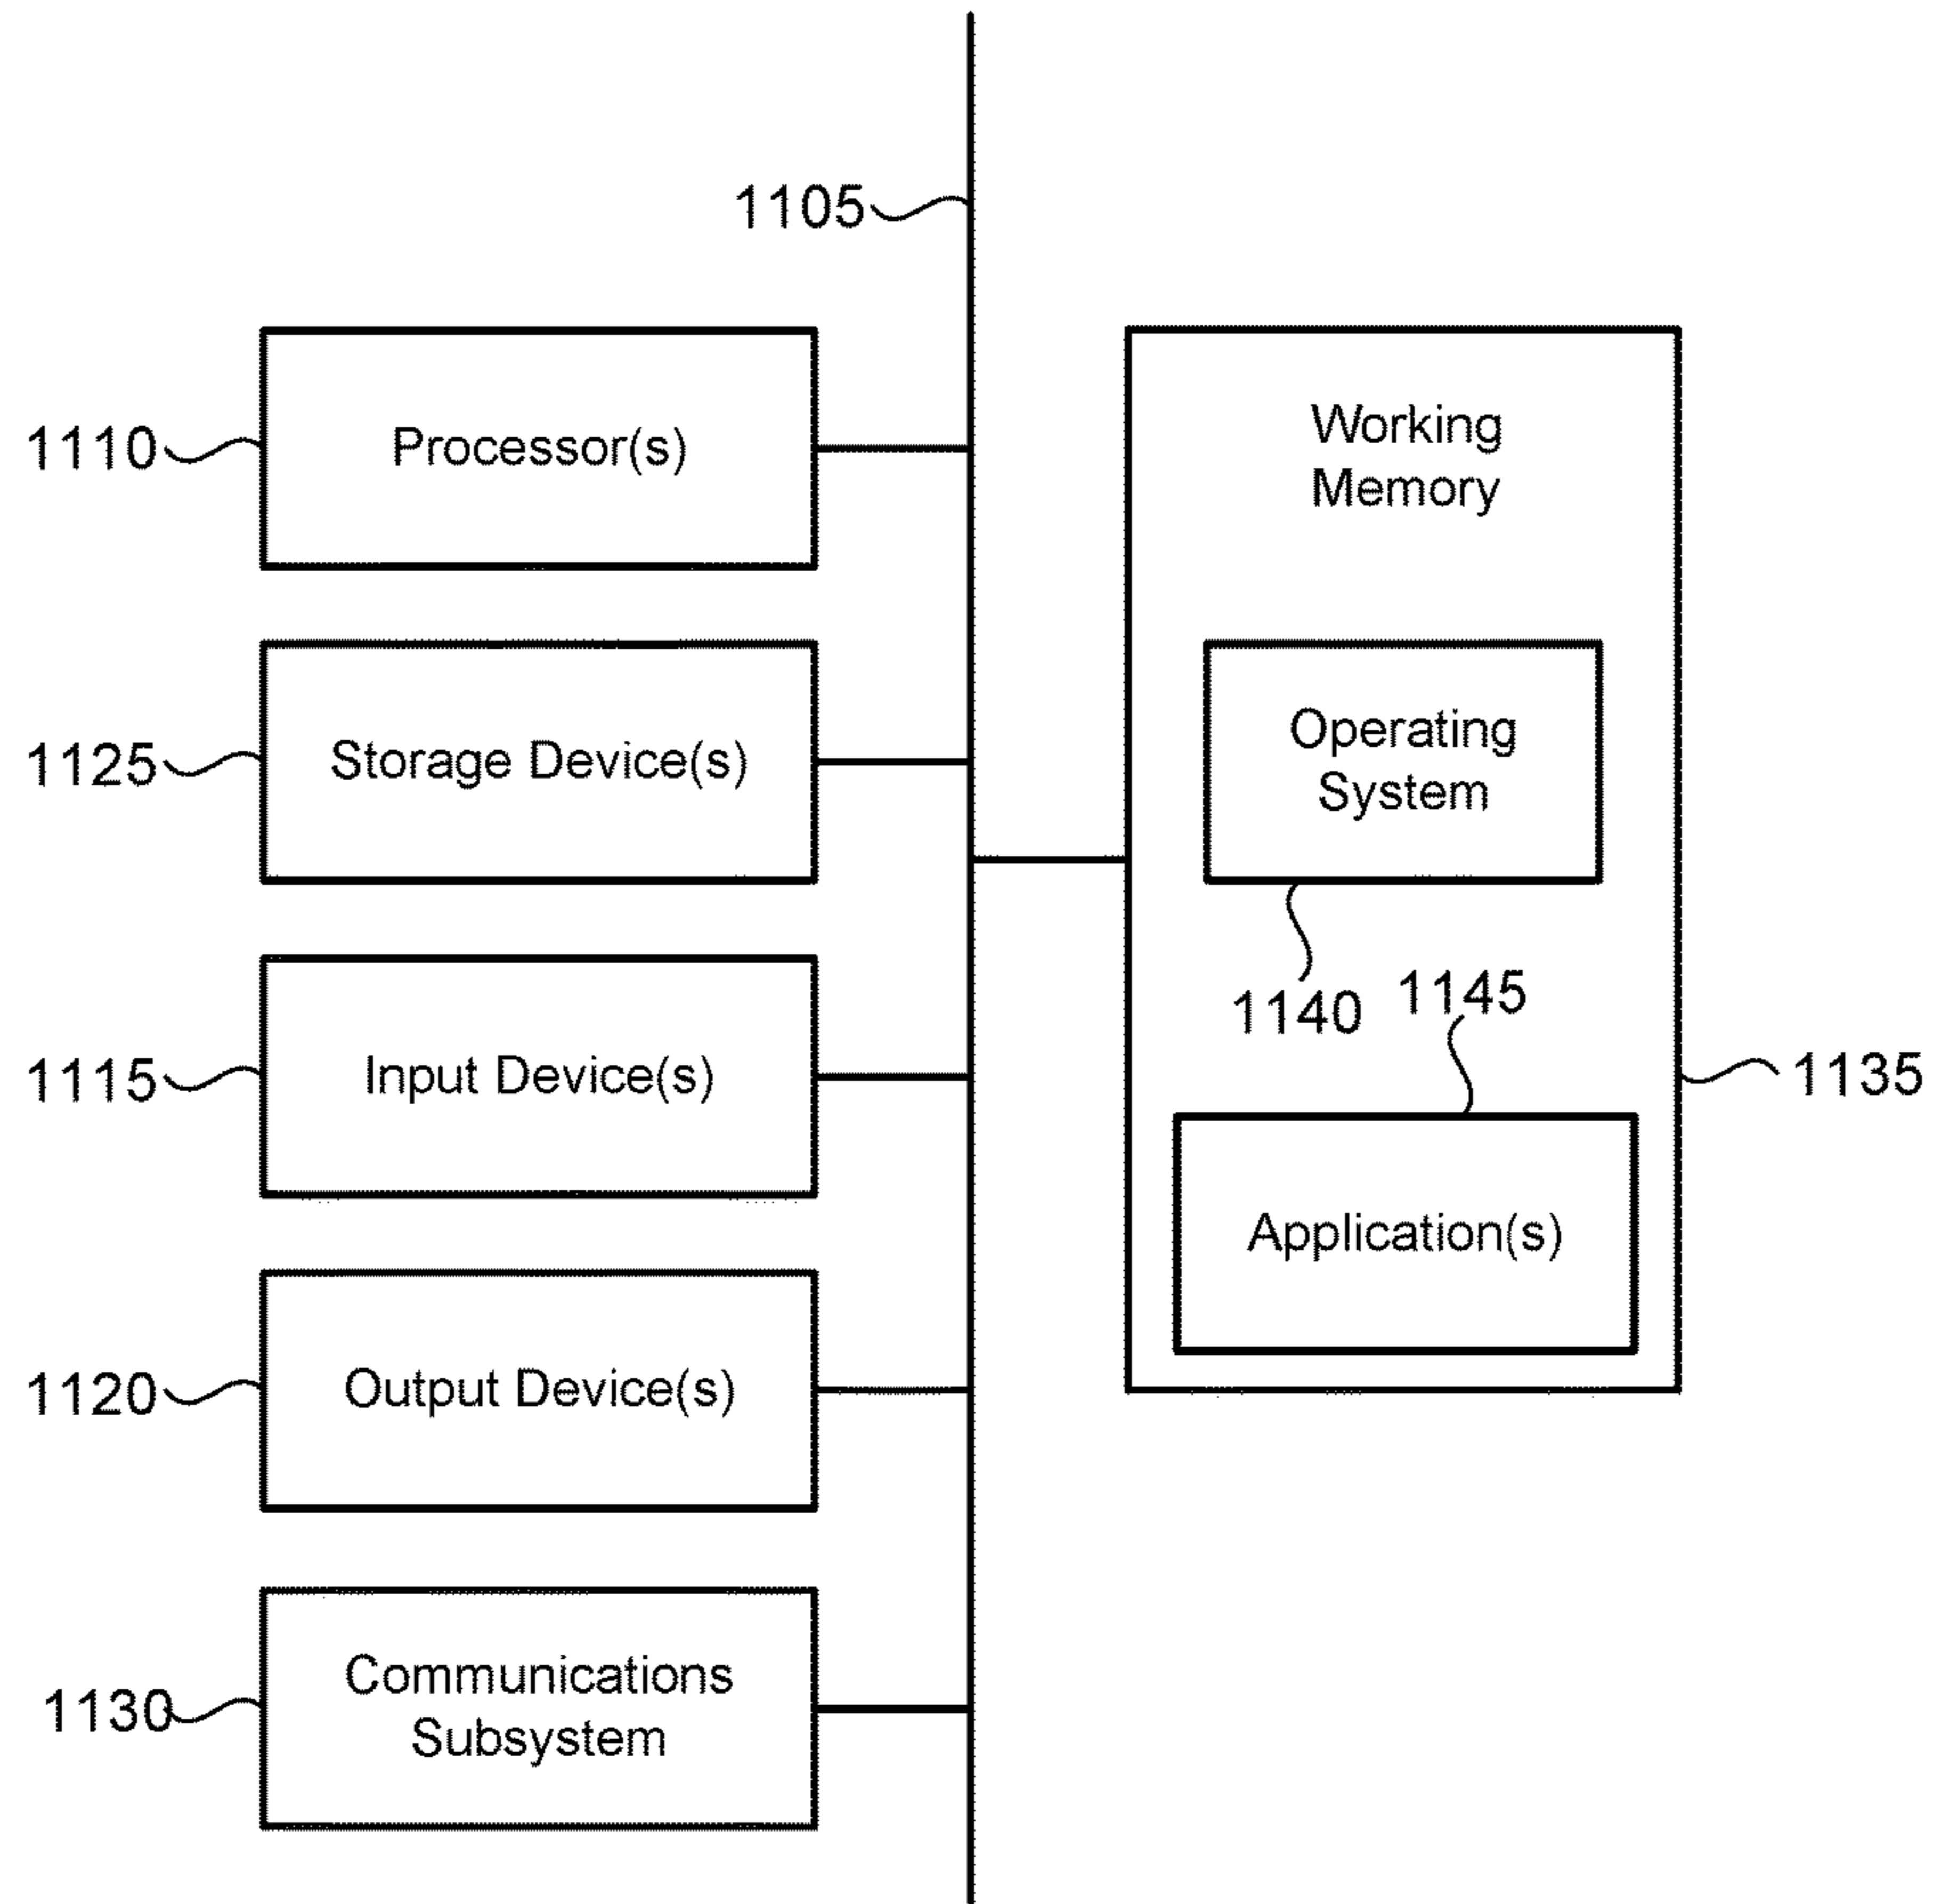 1105
1110
Processor(s)
1125
Storage Device(s)
1115
Input Device(s)
1120
Output Device(s)
1130
Communications
Subsystem
Working
Memory
Operating
System
1140
1145
Application(s)
1135